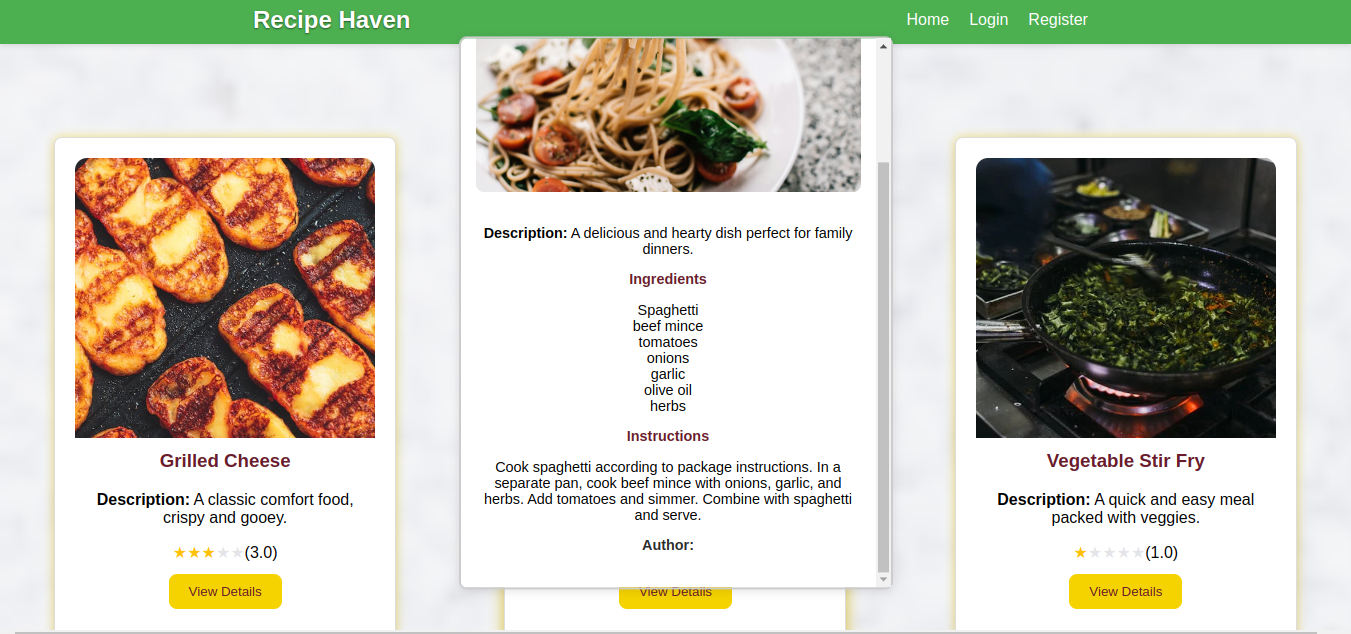 Recipe Haven
Home
Login
Register
Grilled Cheese
Description: A classic comfort food,
crispy and gooey.
★★★★★(3.0)
View Details
Description: A delicious and hearty dish perfect for family
dinners.
Ingredients
Spaghetti
beef mince
tomatoes
onions
garlic
olive oil
herbs
Instructions
Cook spaghetti according to package instructions. In a
separate pan, cook beef mince with onions, garlic, and
herbs. Add tomatoes and simmer. Combine with spaghetti
and serve.
Author:
View Details
Vegetable Stir Fry
Description: A quick and easy meal
packed with veggies.
★★★★★(1.0)
View Details